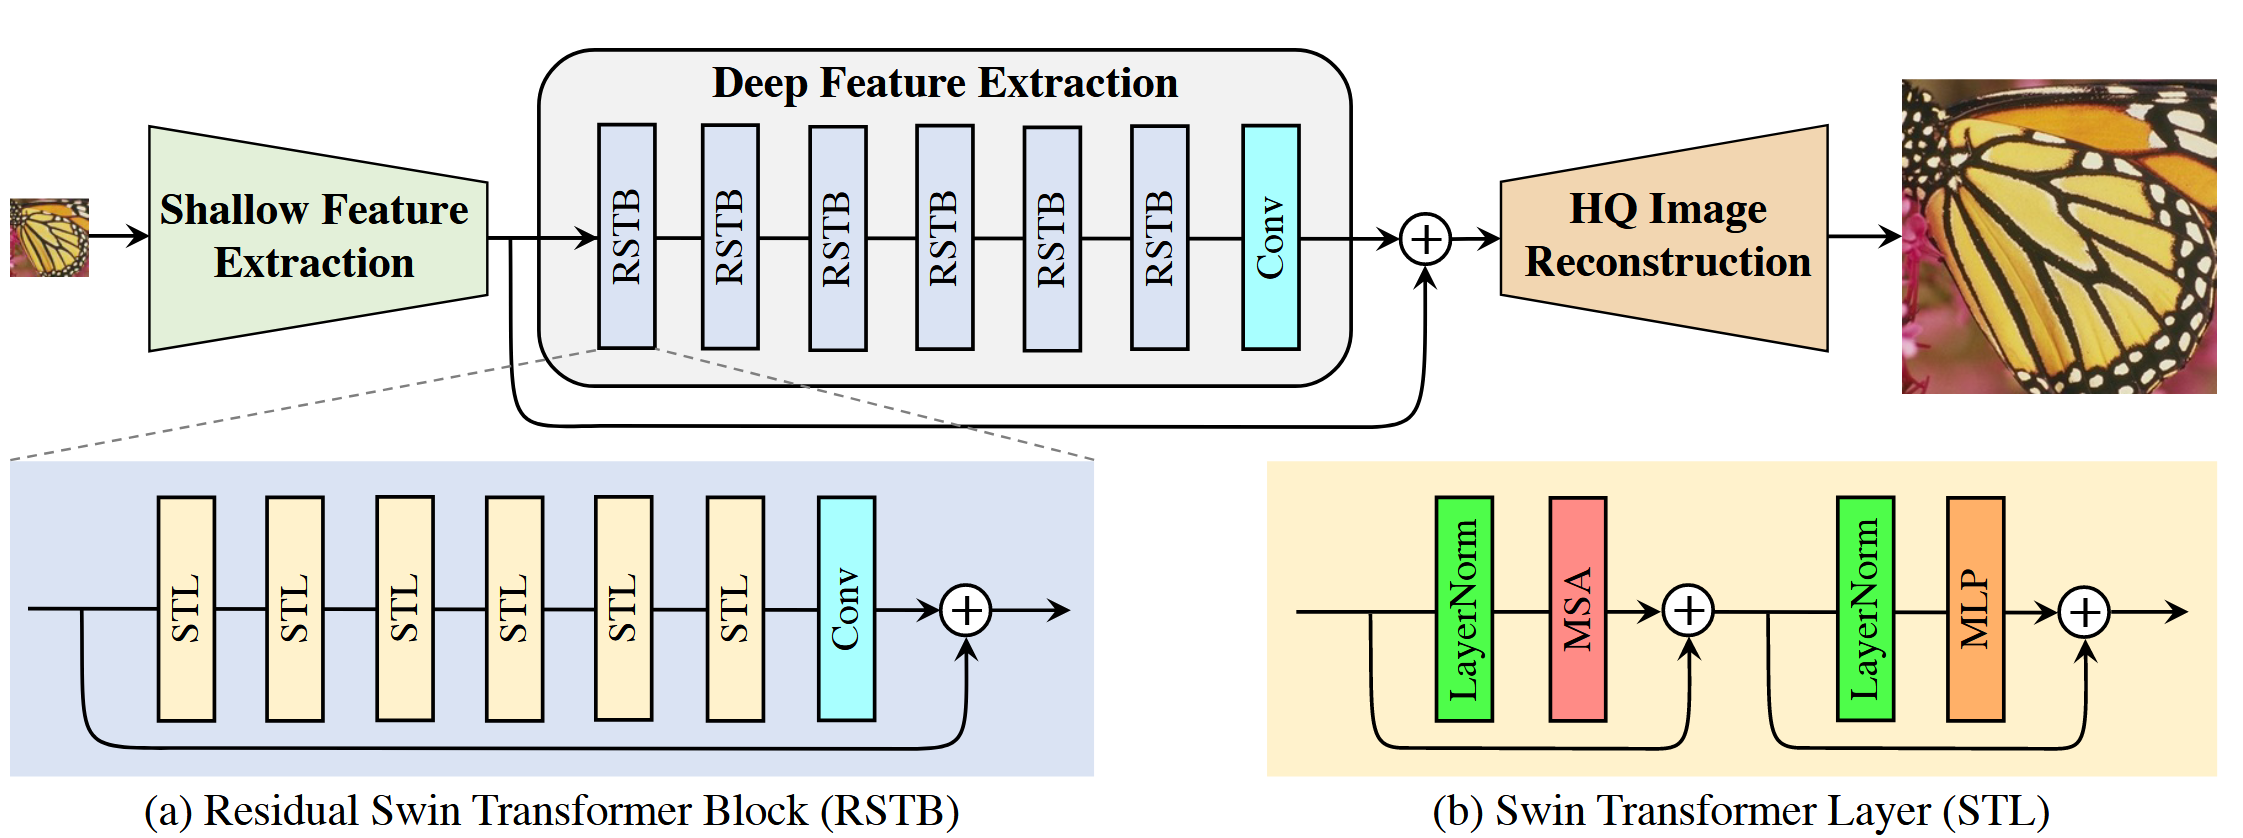 Deep Feature Extraction
Shallow Feature
Extraction
RSTB
RSTB
RSTB
RSTB
RSTB
RSTB
Conv
+
HQ Image
Reconstruction
STL
STL
STL
STL
STL
STL
Conv
+
LayerNorm
MSA
+
LayerNorm
MLP
+
(a) Residual Swin Transformer Block (RSTB)
(b) Swin Transformer Layer (STL)